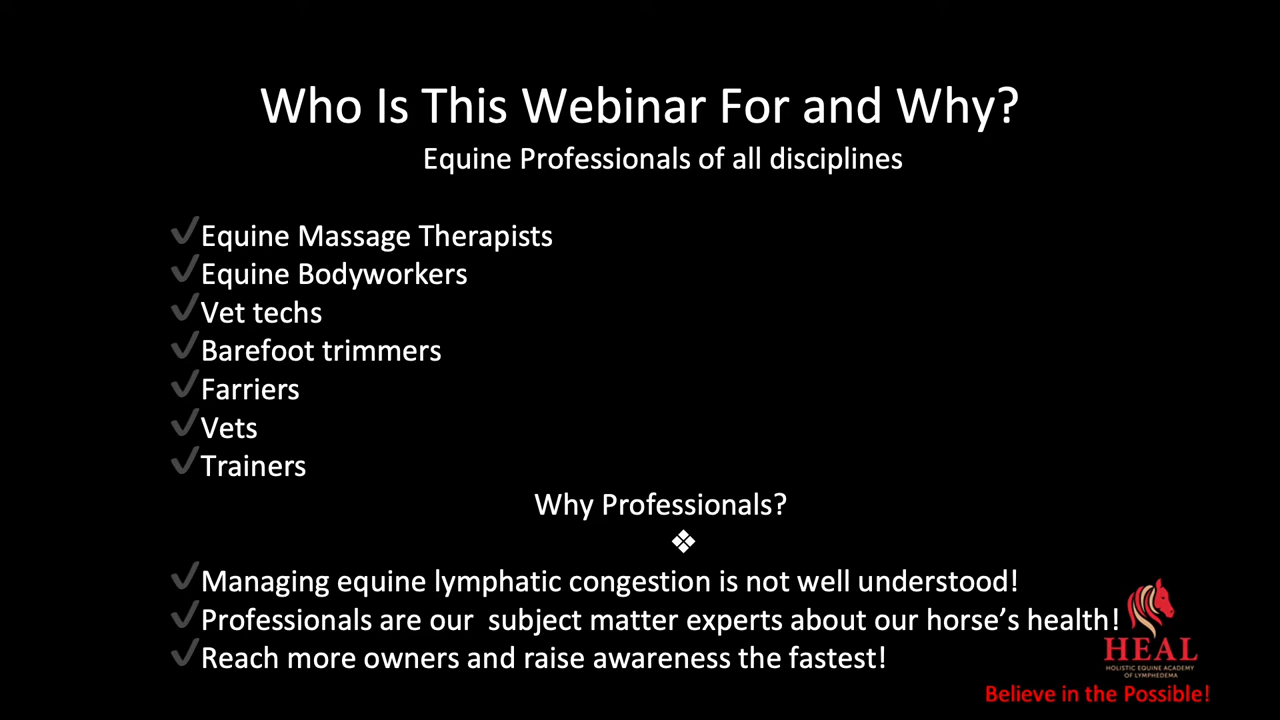 Who Is This Webinar For and Why?
Equine Professionals of all disciplines
✔Equine Massage Therapists
✔Equine Bodyworkers
✔Vet techs
✔Barefoot trimmers
✔Farriers
✔Vets
✔Trainers
Why Professionals?
❖
✔Managing equine lymphatic congestion is not well understood!
✔Professionals are our  subject matter experts about our horse’s health!
✔Reach more owners and raise awareness the fastest!
HEAL
HOLISTIC EQUINE ACADEMY
OF LYMPHEDEMA
Believe in the Possible!